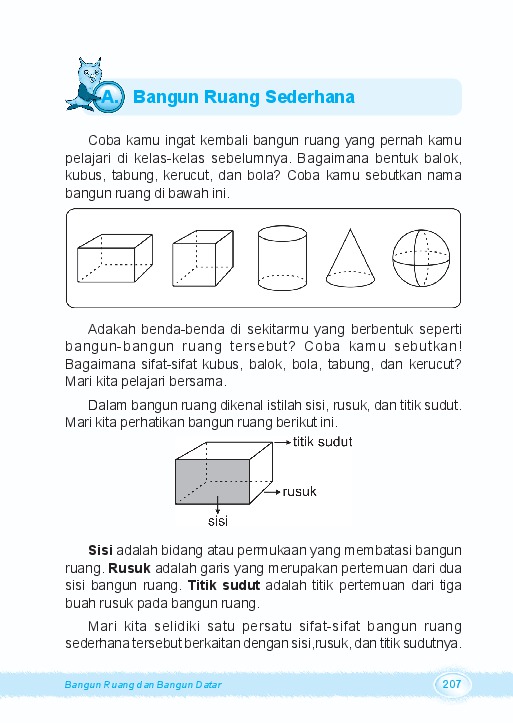 A. Bangun Ruang Sederhana
Coba kamu ingat kembali bangun ruang yang pernah kamu
pelajari di kelas-kelas sebelumnya. Bagaimana bentuk balok,
kubus, tabung, kerucut, dan bola? Coba kamu sebutkan nama
bangun ruang di bawah ini.
Adakah benda-benda di sekitarmu yang berbentuk seperti
bangun-bangun ruang tersebut? Coba kamu sebutkan!
Bagaimana sifat-sifat kubus, balok, bola, tabung, dan kerucut?
Mari kita pelajari bersama.
Dalam bangun ruang dikenal istilah sisi, rusuk, dan titik sudut.
Mari kita perhatikan bangun ruang berikut ini.
titik sudut
rusuk
sisi
Sisi adalah bidang atau permukaan yang membatasi bangun
ruang. Rusuk adalah garis yang merupakan pertemuan dari dua
sisi bangun ruang. Titik sudut adalah titik pertemuan dari tiga
buah rusuk pada bangun ruang.
Mari kita selidiki satu persatu sifat-sifat bangun ruang
sederhana tersebut berkaitan dengan sisi,rusuk, dan titik sudutnya.
Bangun Ruang dan Bangun Datar
207